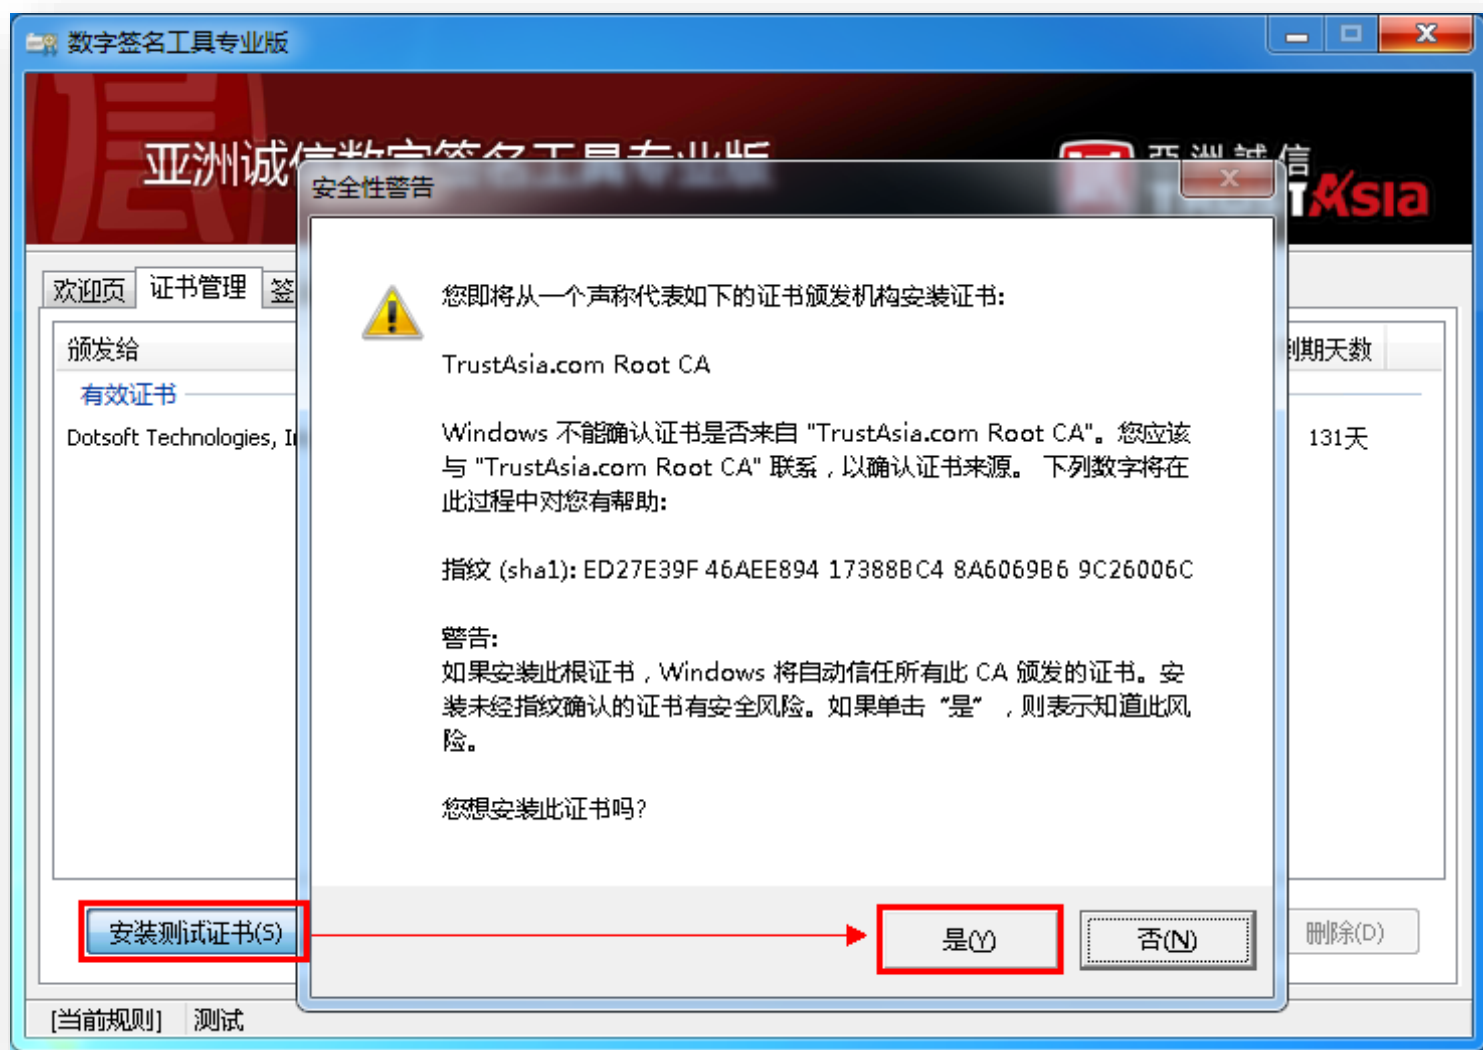 数字签名工具专业版
亚洲诚信数字签名工具专业版
亞洲誠信
Asia
安全性警告
欢迎页 证书管理 签
颁发给
到期天数
有效证书
Dotsoft Technologies,
131天
您即将从一个声称代表如下的证书颁发机构安装证书:
TrustAsia.com Root CA
Windows 不能确认证书是否来自 "TrustAsia.com Root CA"。您应该
与 "TrustAsia.com Root CA" 联系，以确认证书来源。 下列数字将在
此过程中对您有帮助:
指纹 (sha1): ED27E39F 46AEE894 17388BC4 8A6069B6 9C26006C
警告:
如果安装此根证书，Windows 将自动信任所有此 CA 颁发的证书。安
装未经指纹确认的证书有安全风险。如果单击 “是” ，则表示知道此风
险。
您想安装此证书吗?
安装测试证书(S)
是(Y) 否(N)
删除(D)
[当前规则] 测试